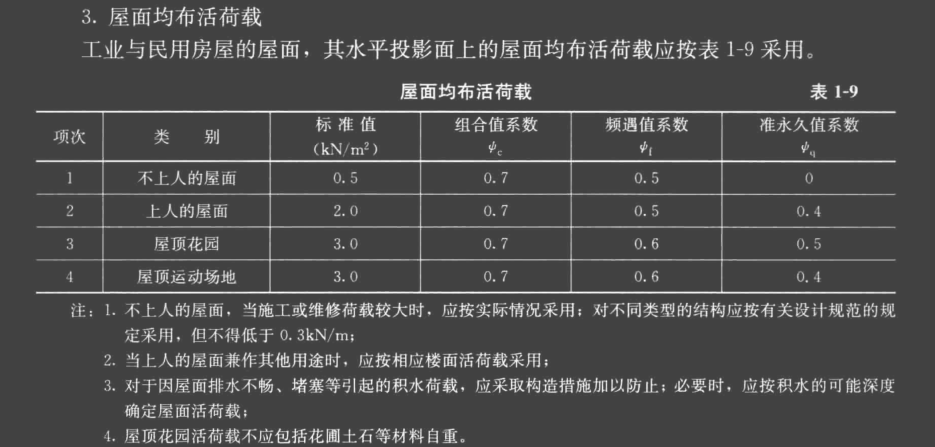 3. 屋面均布活荷载
工业与民用房屋的屋面，其水平投影面上的屋面均布活荷载应按表 1-9 采用。
屋面均布活荷载 表 1-9
项次 类 别 标 准 值 (kN/m²) 组合值系数 ψc 频遇值系数 ψf 准永久值系数 ψq
1 不上人的屋面 0.5 0.7 0.5 0
2 上人的屋面 2.0 0.7 0.5 0.4
3 屋顶花园 3.0 0.7 0.6 0.5
4 屋顶运动场地 3.0 0.7 0.6 0.4
注：1. 不上人的屋面，当施工或维修荷载较大时，应按实际情况采用；对不同类型的结构应按有关设计规范的规
定采用，但不得低于 0.3kN/m；
2. 当上人的屋面兼作其他用途时，应按相应楼面活荷载采用；
3. 对于因屋面排水不畅、堵塞等引起的积水荷载，应采取构造措施加以防止；必要时，应按积水的可能深度
确定屋面活荷载；
4. 屋顶花园活荷载不应包括花圃土石等材料自重。